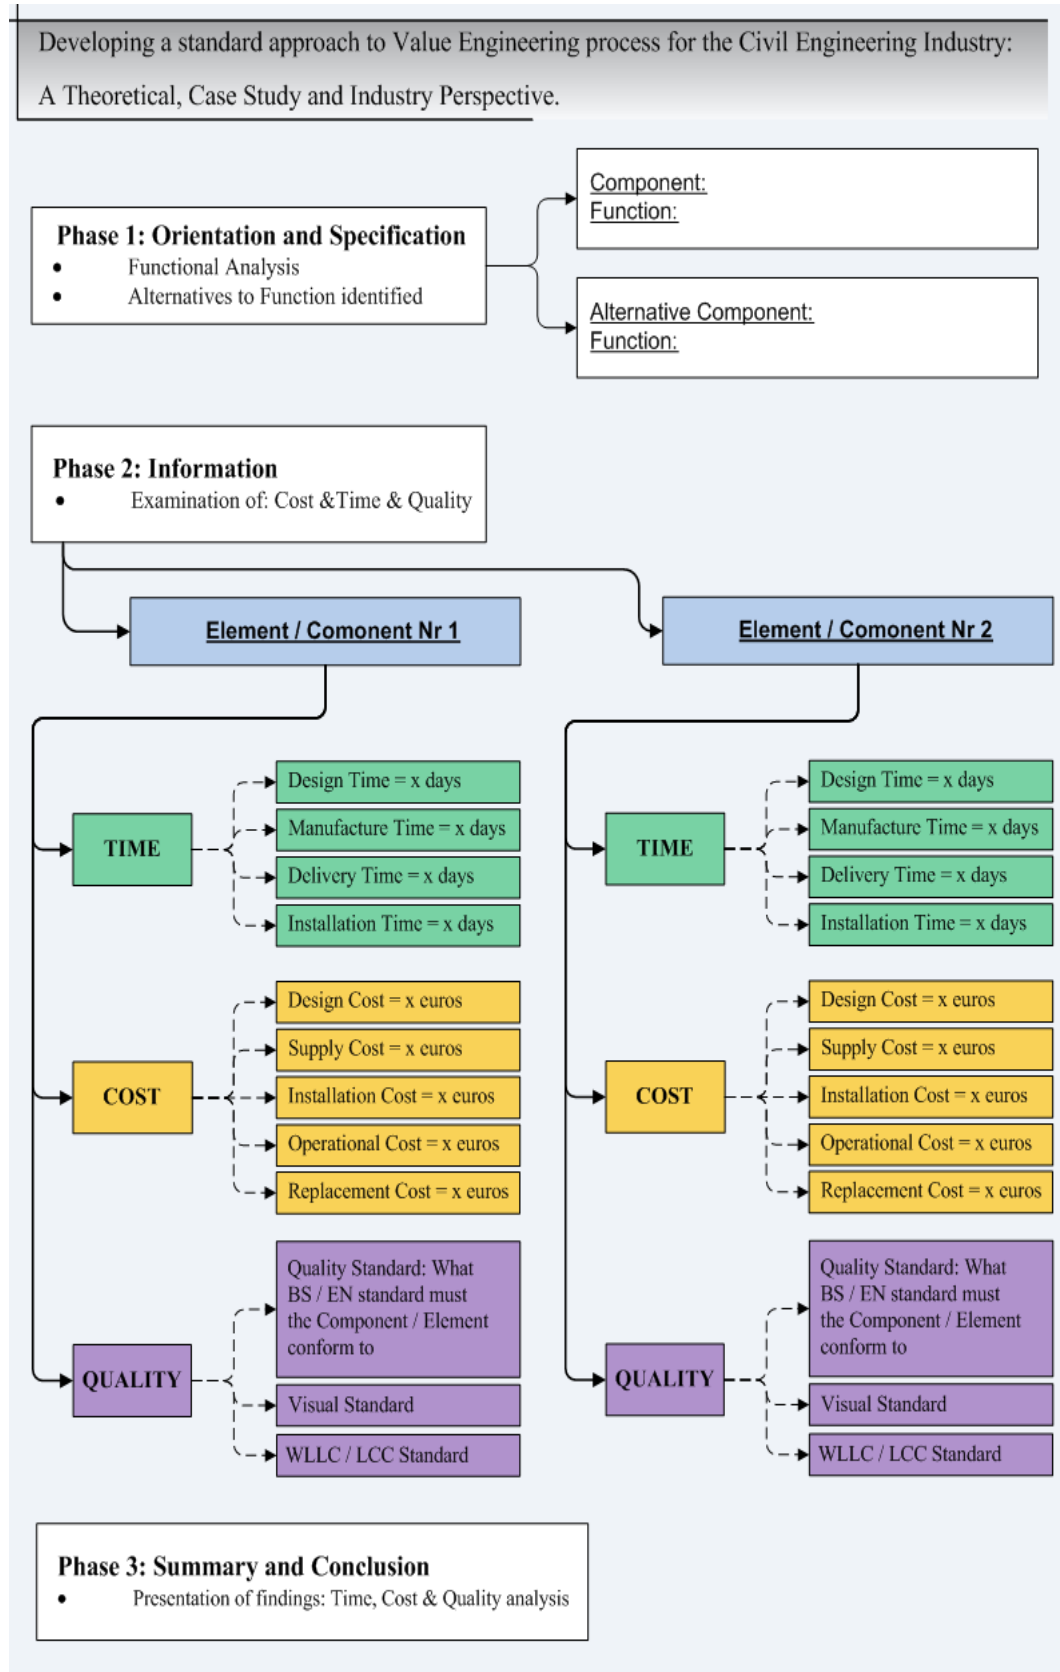 Developing a standard approach to Value Engineering process for the Civil Engineering Industry:
A Theoretical, Case Study and Industry Perspective.
Phase 1: Orientation and Specification
• Functional Analysis
• Alternatives to Function identified
Component:
Function:
Alternative Component:
Function:
Phase 2: Information
• Examination of: Cost &Time & Quality
Element / Comonent Nr 1
TIME
Design Time = x days
Manufacture Time = x days
Delivery Time = x days
Installation Time = x days
COST
Design Cost = x euros
Supply Cost = x euros
Installation Cost = x euros
Operational Cost = x euros
Replacement Cost = x euros
QUALITY
Quality Standard: What
BS / EN standard must
the Component / Element
conform to
Visual Standard
WLLC / LCC Standard
Element / Comonent Nr 2
TIME
Design Time = x days
Manufacture Time = x days
Delivery Time = x days
Installation Time = x days
COST
Design Cost = x euros
Supply Cost = x euros
Installation Cost = x euros
Operational Cost = x euros
Replacement Cost = x euros
QUALITY
Quality Standard: What
BS / EN standard must
the Component / Element
conform to
Visual Standard
WLLC / LCC Standard
Phase 3: Summary and Conclusion
• Presentation of findings: Time, Cost & Quality analysis